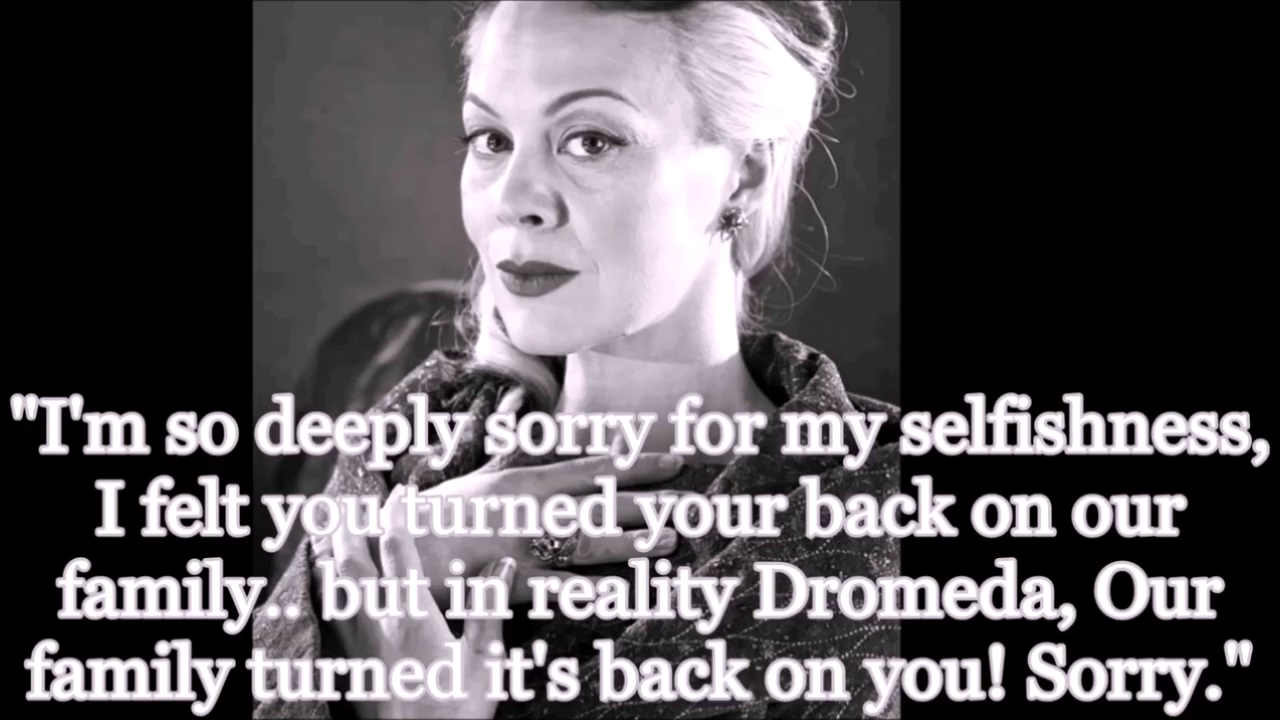 "I'm so deeply sorry for my selfishness,
I felt you turned your back on our
family.. but in reality Dromeda, Our
family turned it's back on you! Sorry."